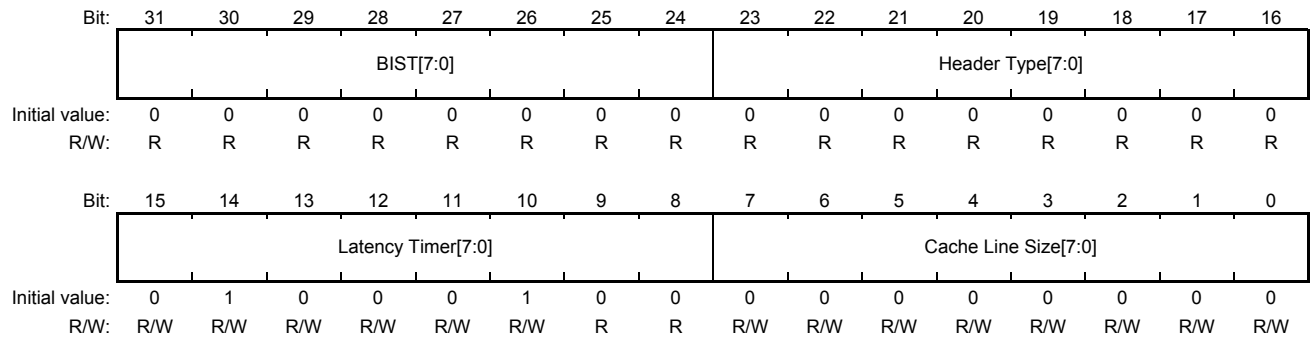 Bit: 31 30 29 28 27 26 25 24 23 22 21 20 19 18 17 16
BIST[7:0] Header Type[7:0]
Initial value: 0 0 0 0 0 0 0 0 0 0 0 0 0 0 0 0
R/W: R R R R R R R R R R R R R R R R
Bit: 15 14 13 12 11 10 9 8 7 6 5 4 3 2 1 0
Latency Timer[7:0] Cache Line Size[7:0]
Initial value: 0 1 0 0 0 1 0 0 0 0 0 0 0 0 0 0
R/W: R/W R/W R/W R/W R/W R/W R R R/W R/W R/W R/W R/W R/W R/W R/W